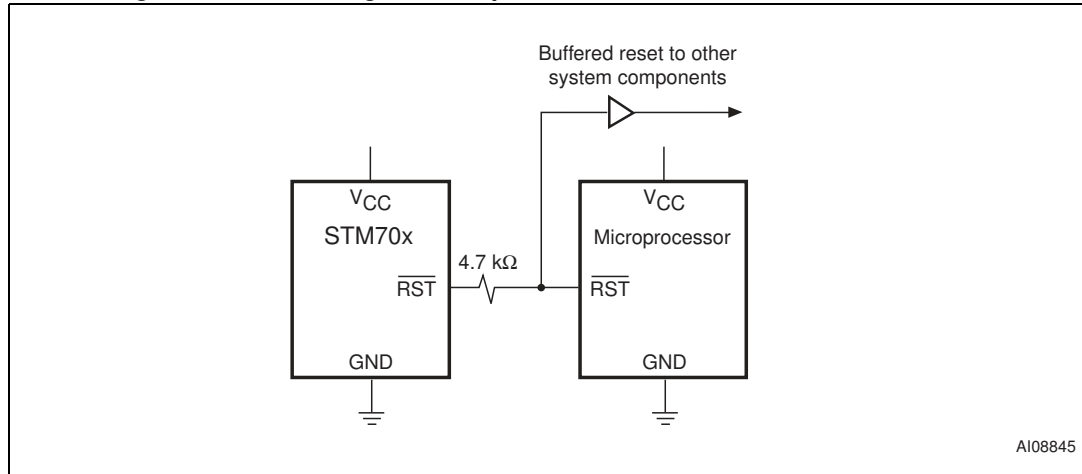 Buffered reset to other
system components
VCC
STM70x
4.7 kΩ
RST
GND
VCC
Microprocessor
RST
GND
AI08845